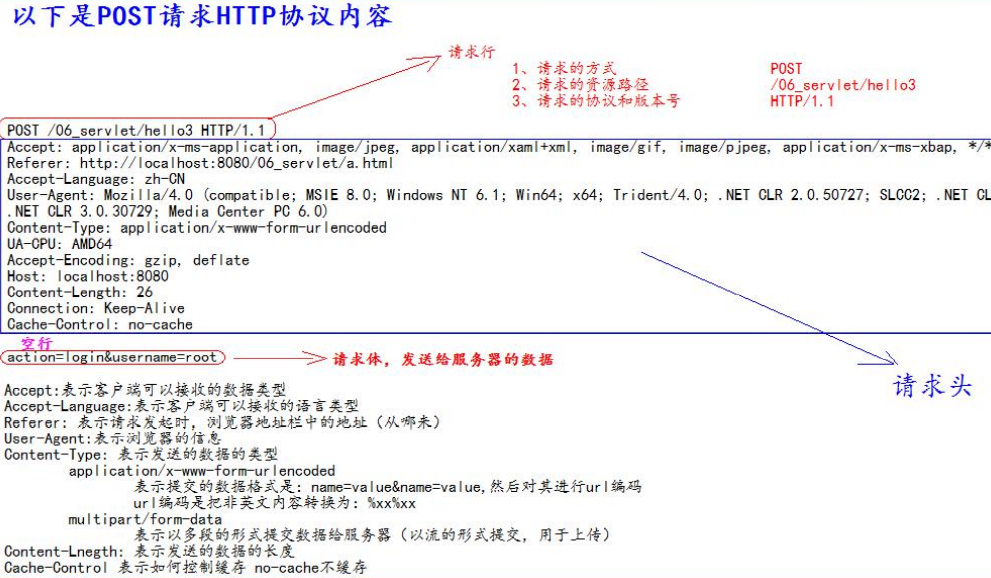 以下是POST请求HTTP协议内容
请求行
1、请求的方式 POST
2、请求的资源路径 /06_servlet/hello3
3、请求的协议和版本号 HTTP/1.1
POST /06_servlet/hello3 HTTP/1.1
Accept: application/x-ms-application, image/jpeg, application/xaml+xml, image/gif, image/pjpeg, application/x-ms-xbap, */*
Referer: http://localhost:8080/06_servlet/a.html
Accept-Language: zh-CN
User-Agent: Mozilla/4.0 (compatible; MSIE 8.0; Windows NT 6.1; Win64; x64; Trident/4.0; .NET CLR 2.0.50727; SLCC2; .NET CL
.NET CLR 3.0.30729; Media Center PC 6.0)
Content-Type: application/x-www-form-urlencoded
UA-CPU: AMD64
Accept-Encoding: gzip, deflate
Host: localhost:8080
Content-Length: 26
Connection: Keep-Alive
Cache-Control: no-cache
空行
action=login&username=root 请求体，发送给服务器的数据
请求头
Accept:表示客户端可以接收的数据类型
Accept-Language:表示客户端可以接收的语言类型
Referer: 表示请求发起时，浏览器地址栏中的地址（从哪来）
User-Agent:表示浏览器的信息
Content-Type: 表示发送的数据的类型
application/x-www-form-urlencoded
表示提交的数据格式是：name=value&name=value,然后对其进行url编码
url编码是把非英文内容转换为：%xx%xx
multipart/form-data
表示以多段的形式提交数据给服务器（以流的形式提交，用于上传）
Content-Lnegth: 表示发送的数据的长度
Cache-Control 表示如何控制缓存 no-cache不缓存